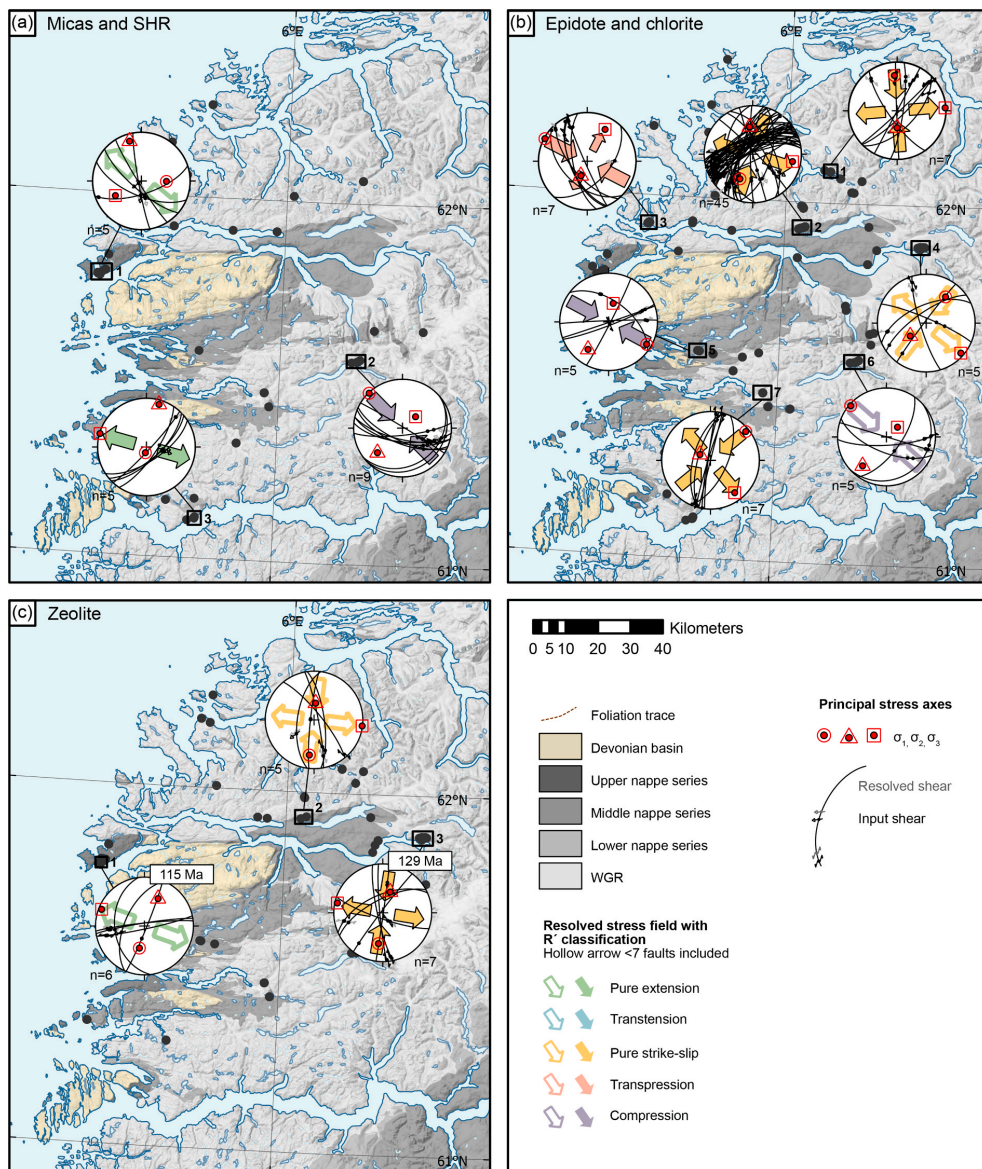 (a) Micas and SHR
6°E
n=5
62°N
1
2
n=5
n=9
3
61°N
(b) Epidote and chlorite
6°E
n=7
1
n=7
n=45
62°N
3
2
4
n=5
5
6
n=5
7
n=7
n=5
61°N
(c) Zeolite
6°E
n=5
62°N
2
3
1
129 Ma
115 Ma
n=6
n=7
61°N
Kilometers
0 5 10 20 30 40
Foliation trace
Devonian basin
Upper nappe series
Middle nappe series
Lower nappe series
WGR
Principal stress axes
σ1, σ2, σ3
Resolved shear
Input shear
Resolved stress field with
R´ classification
Hollow arrow <7 faults included
Pure extension
Transtension
Pure strike-slip
Transpression
Compression